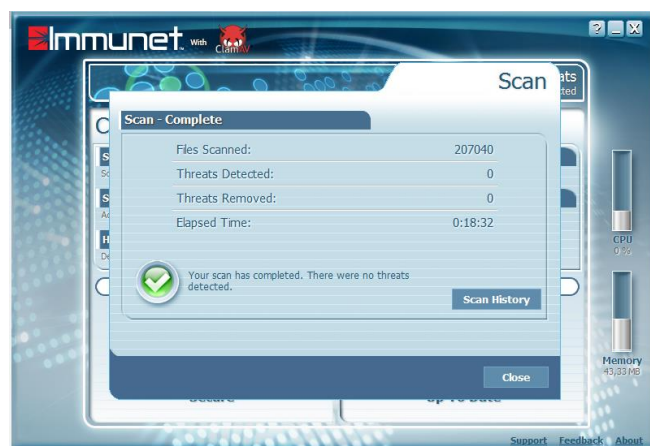 Immunet With ClamAV
? _ X
Scan
ats
ted
Scan - Complete
Files Scanned: 207040
Threats Detected: 0
Threats Removed: 0
Elapsed Time: 0:18:32
Your scan has completed. There were no threats
detected.
Scan History
Close
CPU
0 %
Memory
43,33 MB
Support Feedback About